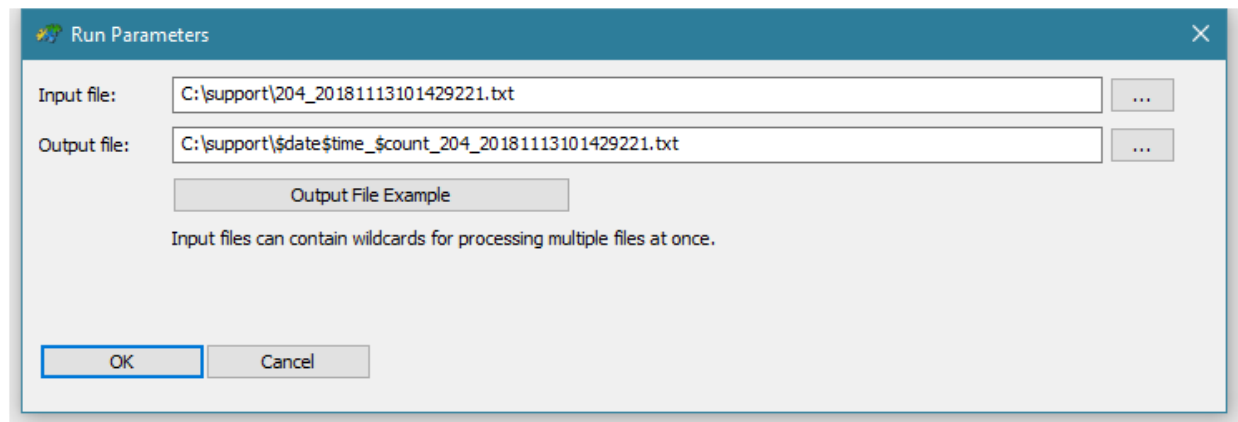 Run Parameters
Input file: C:\support\204_20181113101429221.txt ...
Output file: C:\support\$date$time_$count_204_20181113101429221.txt ...
Output File Example
Input files can contain wildcards for processing multiple files at once.
OK Cancel